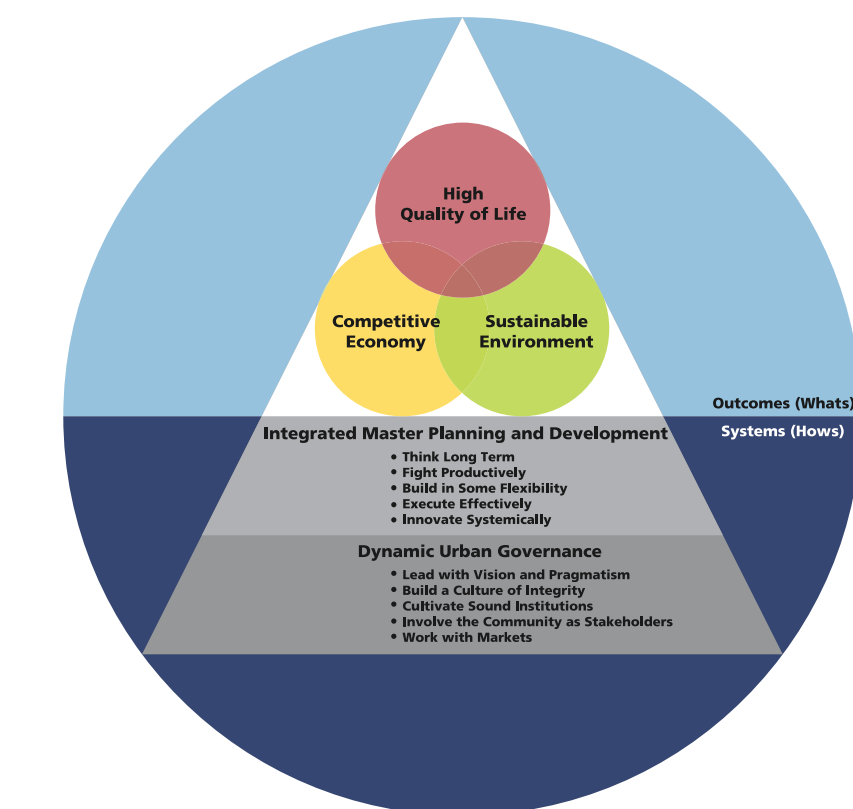 High
Quality of Life
Competitive
Economy
Sustainable
Environment
Outcomes (Whats)
Systems (Hows)
Integrated Master Planning and Development
• Think Long Term
• Fight Productively
• Build in Some Flexibility
• Execute Effectively
• Innovate Systemically
Dynamic Urban Governance
• Lead with Vision and Pragmatism
• Build a Culture of Integrity
• Cultivate Sound Institutions
• Involve the Community as Stakeholders
• Work with Markets